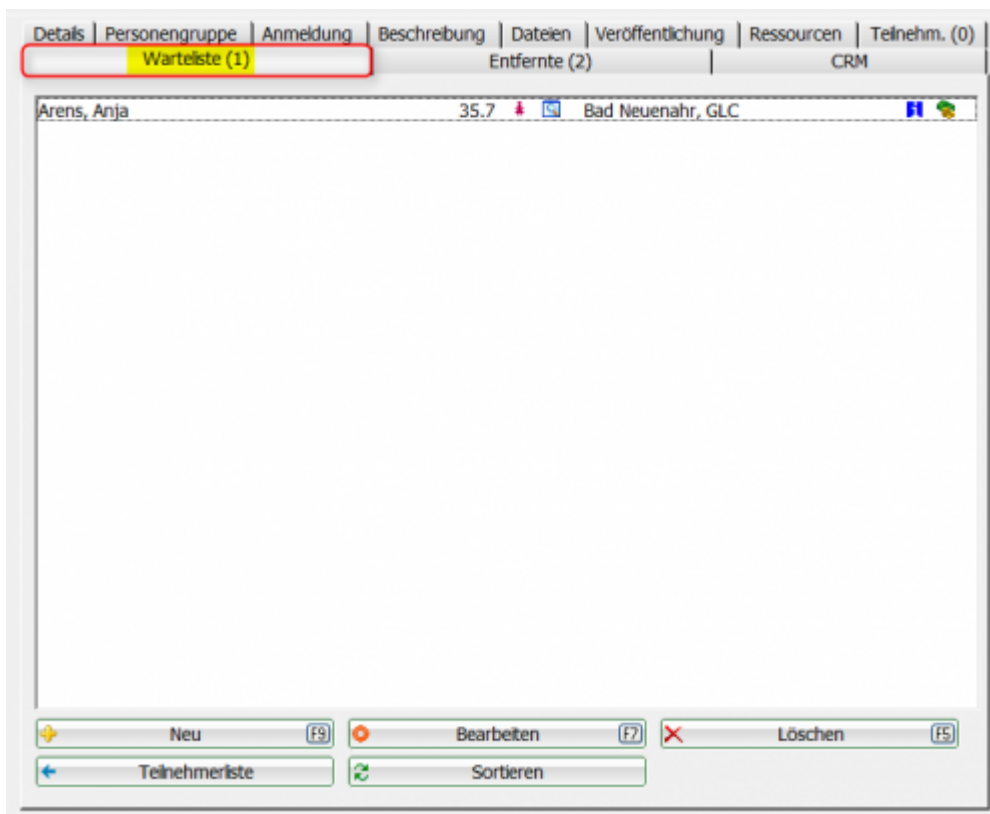 Details Personengruppe Anmeldung Beschreibung Dateien Veröffentlichung Ressourcen Teilnehm. (0)
Warteliste (1) Entfernte (2) CRM
Arens, Anja 35.7 Bad Neuenahr, GLC
Neu F9 Bearbeiten F7 Löschen F5
Teilnehmerliste Sortieren